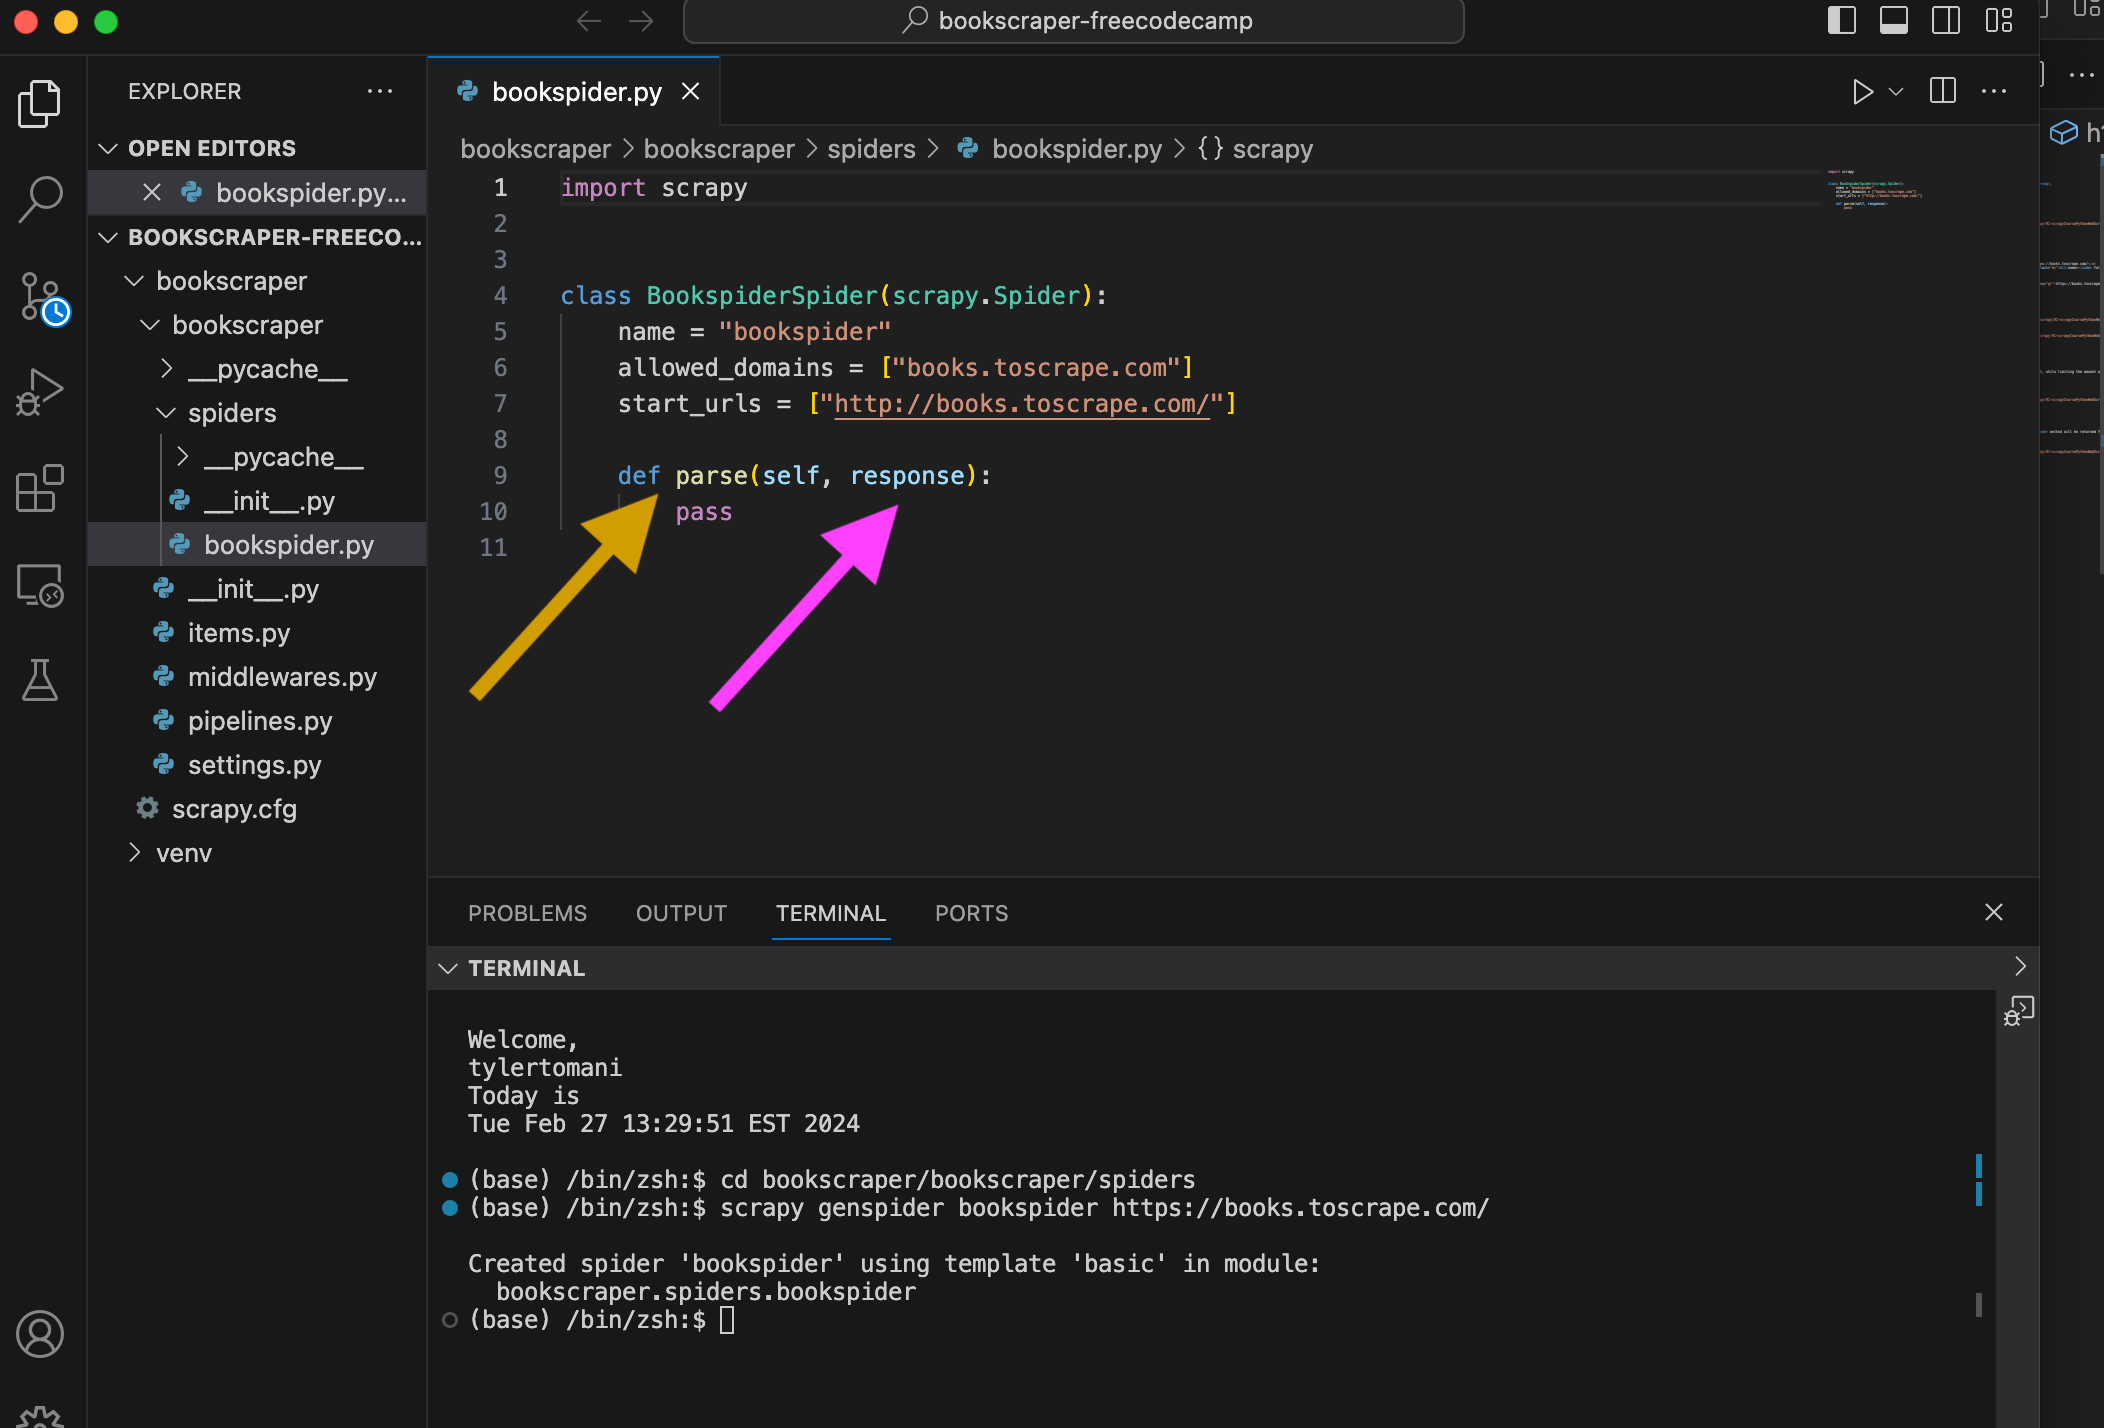 bookscraper-freecodecamp
EXPLORER
OPEN EDITORS
bookspider.py...
BOOKSCRAPER-FREECO...
bookscraper
bookscraper
__pycache__
spiders
__pycache__
__init__.py
bookspider.py
__init__.py
items.py
middlewares.py
pipelines.py
settings.py
scrapy.cfg
venv
bookspider.py
bookscraper > bookscraper > spiders > bookspider.py > {} scrapy
1 import scrapy
2
3
4 class BookspiderSpider(scrapy.Spider):
5 name = "bookspider"
6 allowed_domains = ["books.toscrape.com"]
7 start_urls = ["http://books.toscrape.com/"]
8
9 def parse(self, response):
10 pass
11
PROBLEMS OUTPUT TERMINAL PORTS
TERMINAL
Welcome,
tylertomani
Today is
Tue Feb 27 13:29:51 EST 2024
(base) /bin/zsh:$ cd bookscraper/bookscraper/spiders
(base) /bin/zsh:$ scrapy genspider bookspider https://books.toscrape.com/
Created spider 'bookspider' using template 'basic' in module:
bookscraper.spiders.bookspider
(base) /bin/zsh:$